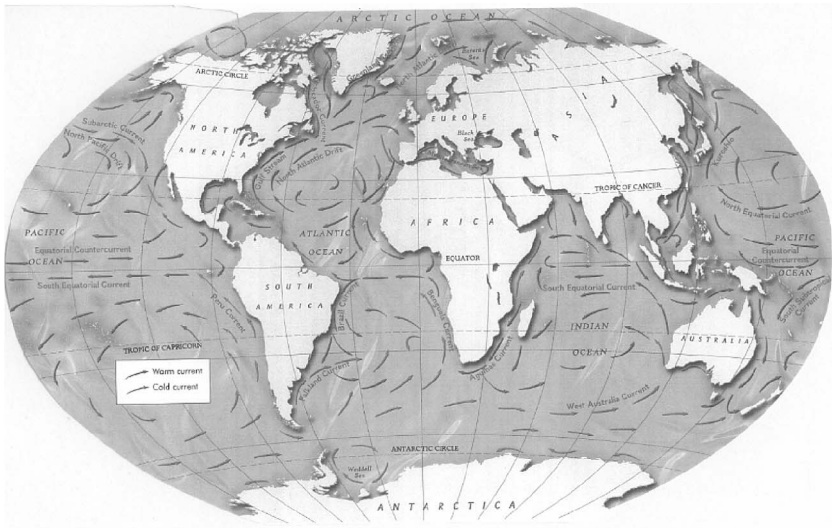 ARCTIC OCEAN
Barents
Sea
North Atlantic
ARCTIC CIRCLE
Subarctic Current
North Pacific Drift
NORTH
AMERICA
EUROPE
ASIA
Black
Sea
Kuroshio
Gulf Stream
North Atlantic Drift
TROPIC OF CANCER
North Equatorial Current
PACIFIC
OCEAN
Equatorial Countercurrent
South Equatorial Current
ATLANTIC
OCEAN
AFRICA
EQUATOR
PACIFIC
Equatorial
Countercurrent
OCEAN
SOUTH
AMERICA
Peru Current
Brazil Current
Benguela Current
South Equatorial Current
INDIAN
OCEAN
AUSTRALIA
TROPIC OF CAPRICORN
Warm current
Cold current
Falkland Current
Agulhas Current
West Australia Current
ANTARCTIC CIRCLE
Weddell
Sea
ANTARCTICA